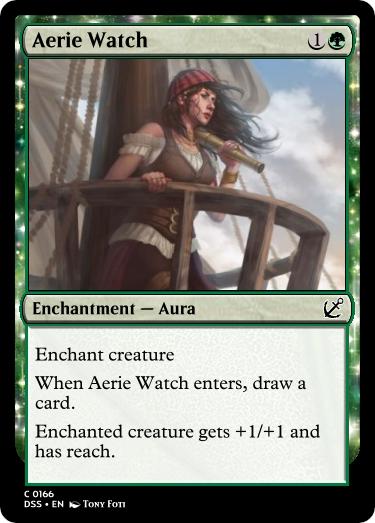 Aerie Watch 1
Enchantment — Aura
Enchant creature
When Aerie Watch enters, draw a
card.
Enchanted creature gets +1/+1 and
has reach.
C 0166
DSS • EN Tony Foti